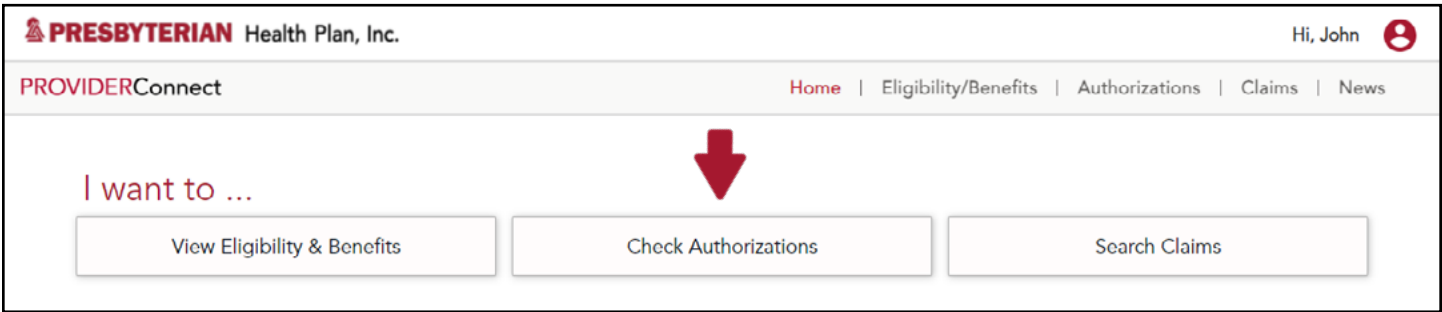 PRESBYTERIAN Health Plan, Inc.
Hi, John
PROVIDERConnect
Home | Eligibility/Benefits | Authorizations | Claims | News
I want to ...
View Eligibility & Benefits
Check Authorizations
Search Claims